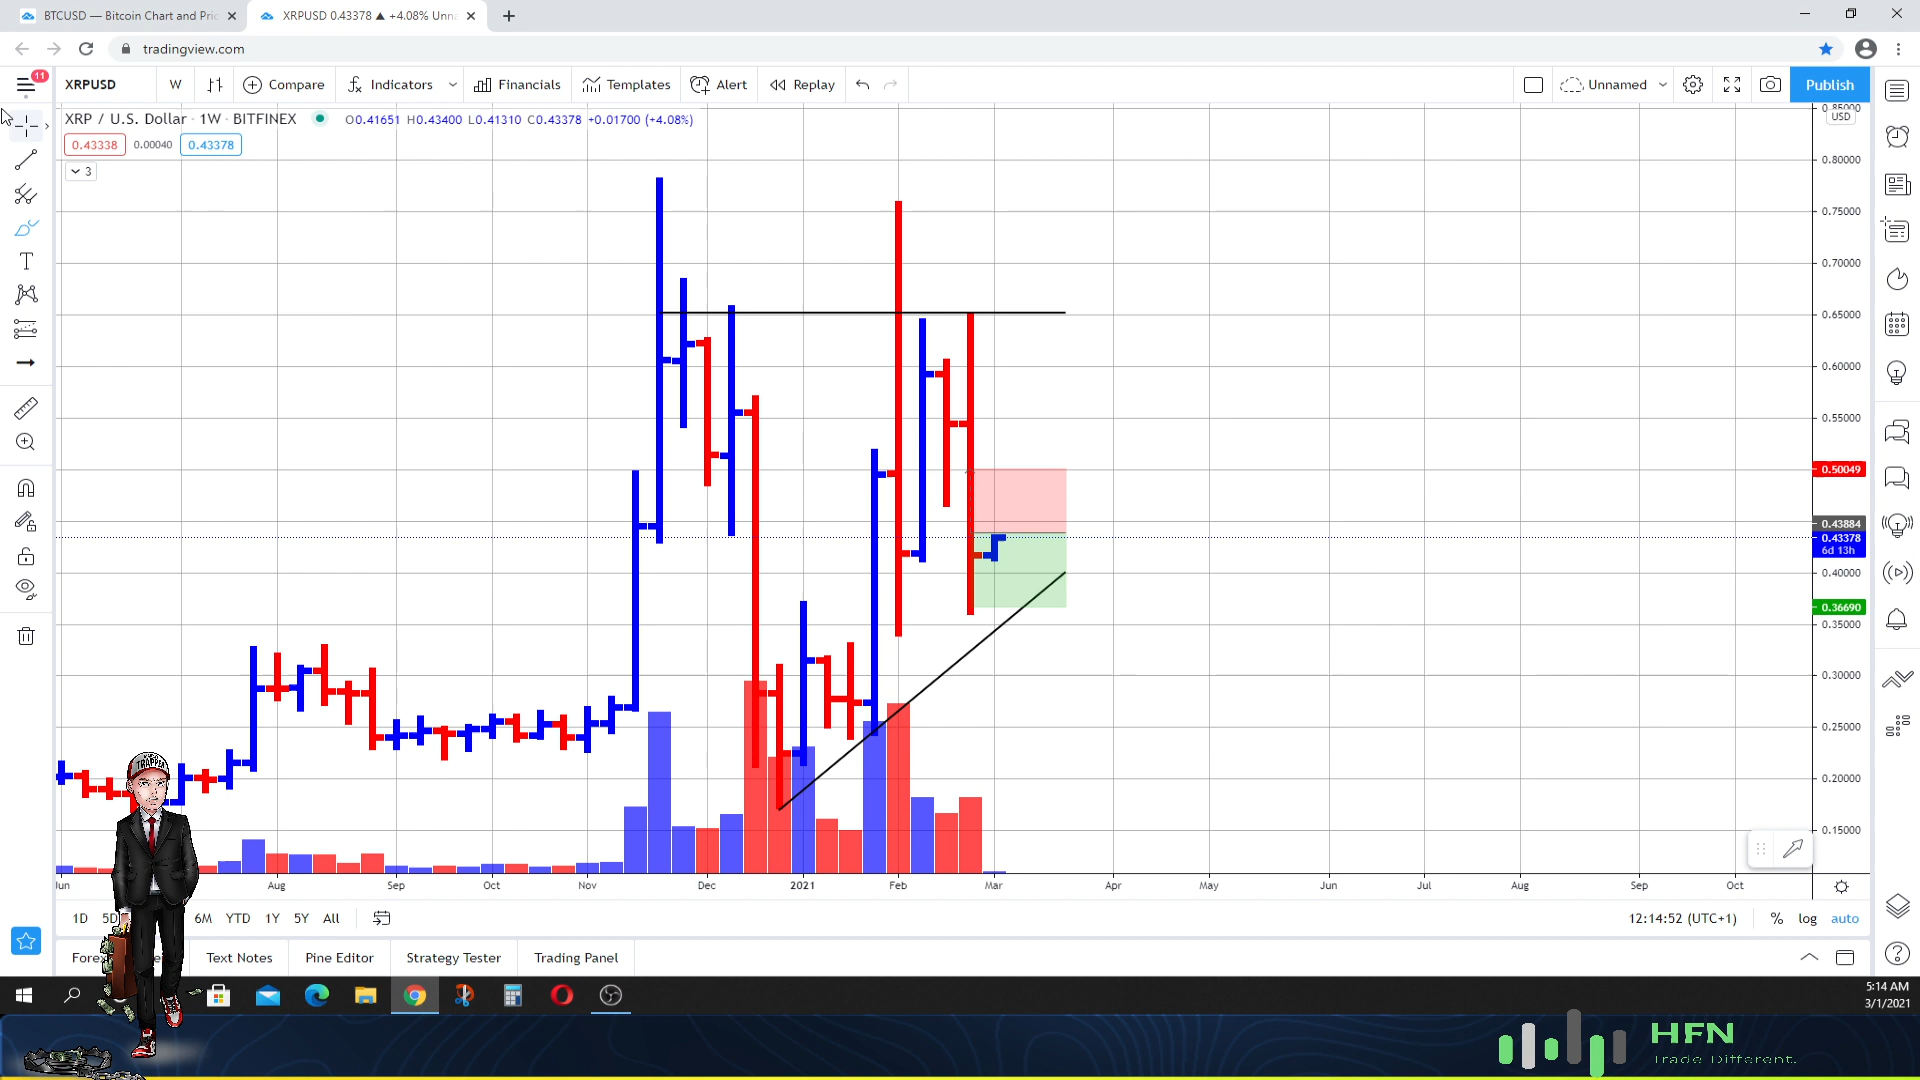 BTCUSD — Bitcoin Chart and Pric
XRPUSD 0.43378 ▲ +4.08% Unna
tradingview.com
11
XRPUSD W Compare Indicators Financials Templates Alert Replay Unnamed Publish
XRP / U.S. Dollar · 1W · BITFINEX O0.41651 H0.43400 L0.41310 C0.43378 +0.01700 (+4.08%)
0.43338 0.00040 0.43378
3
0.85000
USD
0.80000
0.75000
0.70000
0.65000
0.60000
0.55000
0.50049
0.43884
0.43378
6d 13h
0.40000
0.36690
0.35000
0.30000
0.25000
0.20000
0.15000
Jun Aug Sep Oct Nov Dec 2021 Feb Mar Apr May Jun Jul Aug Sep Oct
1D 5D 6M YTD 1Y 5Y All 12:14:52 (UTC+1) % log auto
Text Notes Pine Editor Strategy Tester Trading Panel
TRAPPER
5:14 AM
3/1/2021
HFN
Trade Different.